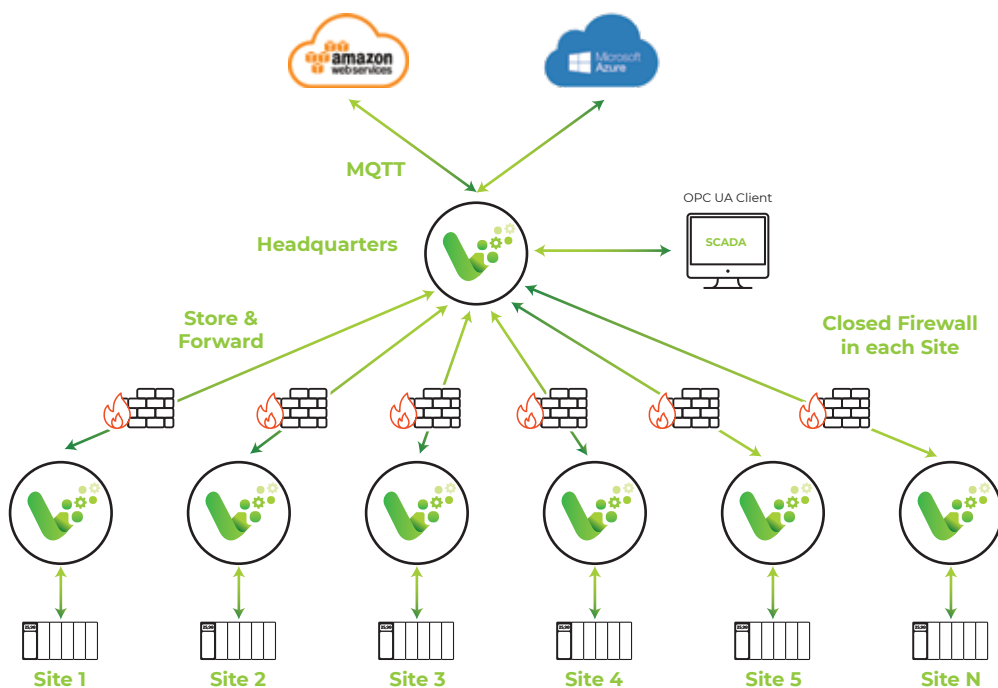 amazon
webservices
Microsoft
Azure
MQTT
OPC UA Client
Headquarters
SCADA
Store &
Forward
Closed Firewall
in each Site
Site 1
Site 2
Site 3
Site 4
Site 5
Site N